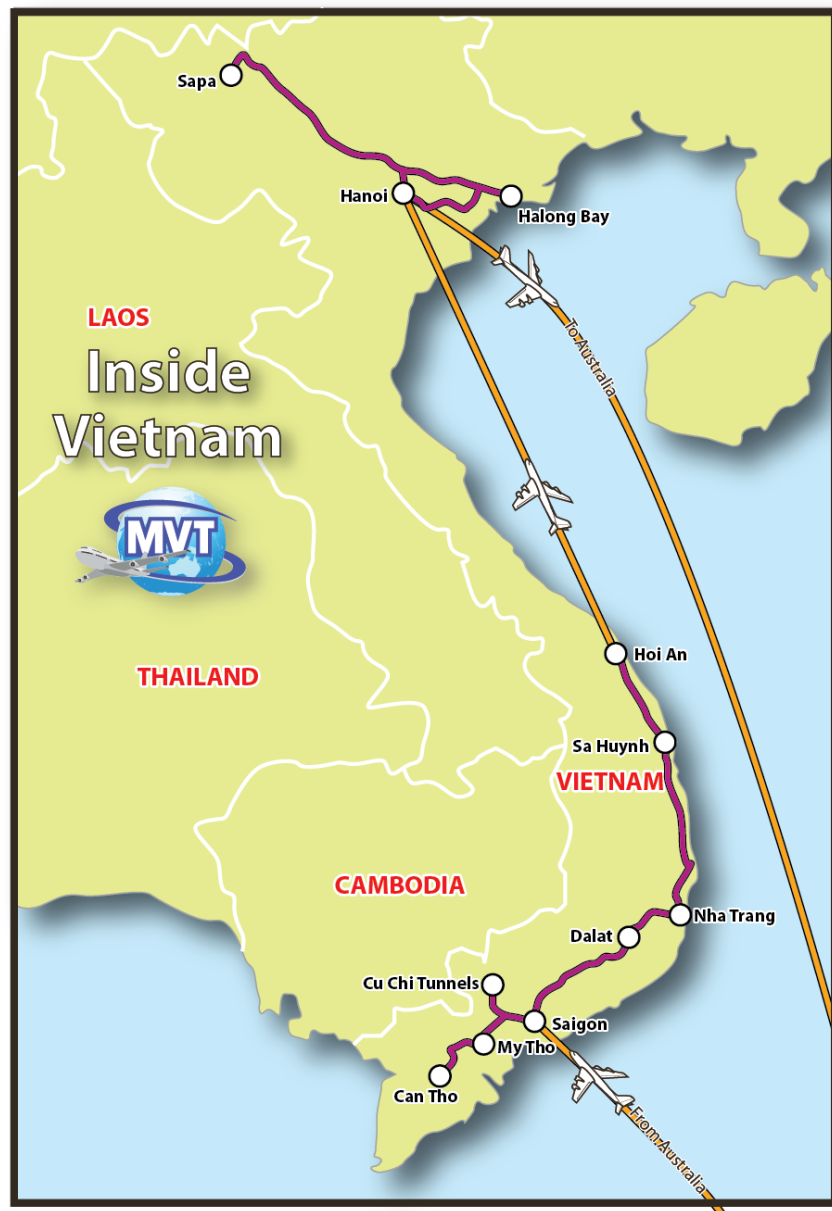 Sapa
Hanoi
Halong Bay
LAOS
To Australia
Inside
Vietnam
MVT
Hoi An
THAILAND
Sa Huynh
VIETNAM
CAMBODIA
Nha Trang
Dalat
Cu Chi Tunnels
Saigon
My Tho
Can Tho
From Australia